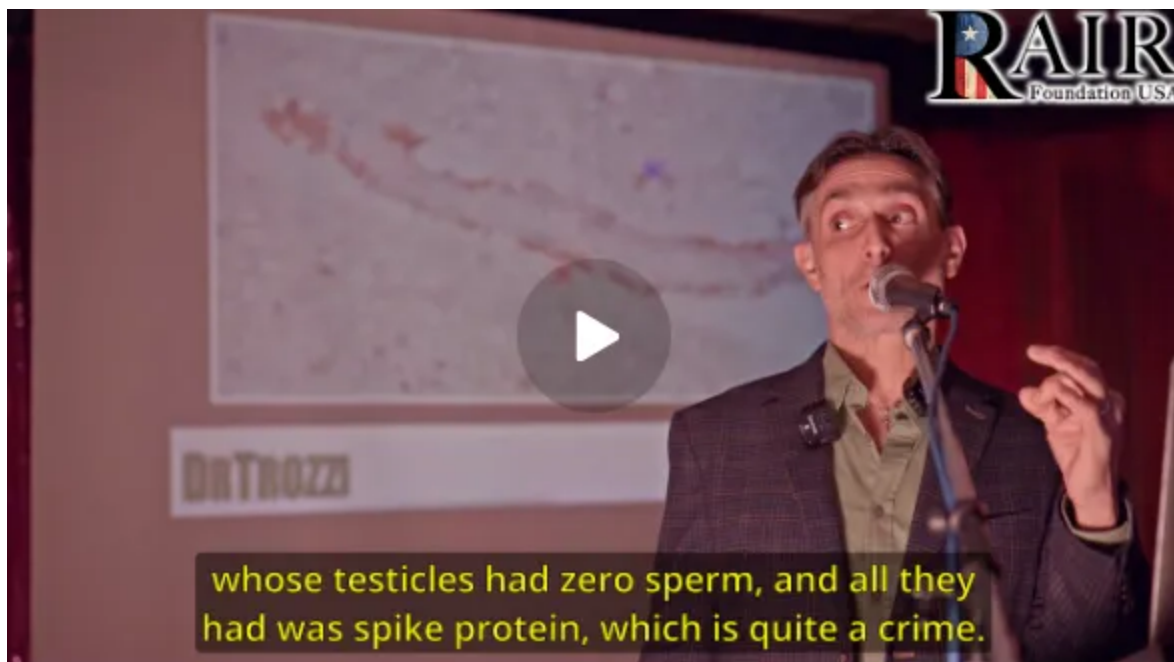 RAIR
Foundation USA
DRTROZZI
whose testicles had zero sperm, and all they
had was spike protein, which is quite a crime.